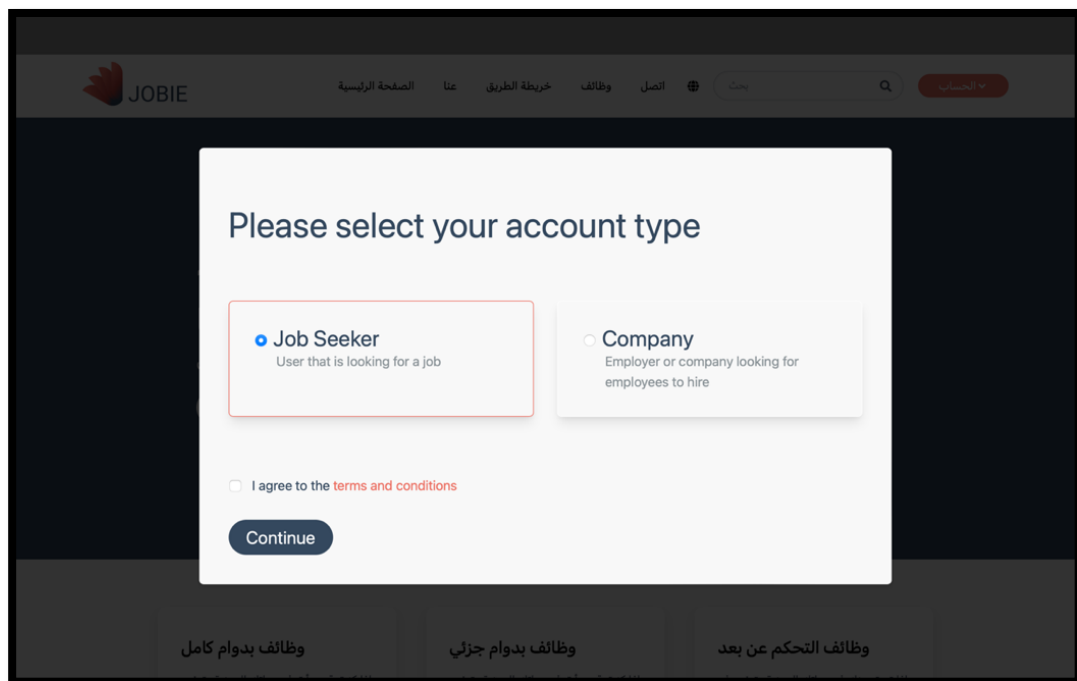 JOBIE
الصفحة الرئيسية
عنا
خريطة الطريق
وظائف
اتصل
بحث
الحساب
Please select your account type
Job Seeker
User that is looking for a job
Company
Employer or company looking for
employees to hire
I agree to the terms and conditions
Continue
وظائف بدوام كامل
وظائف بدوام جزئي
وظائف التحكم عن بعد